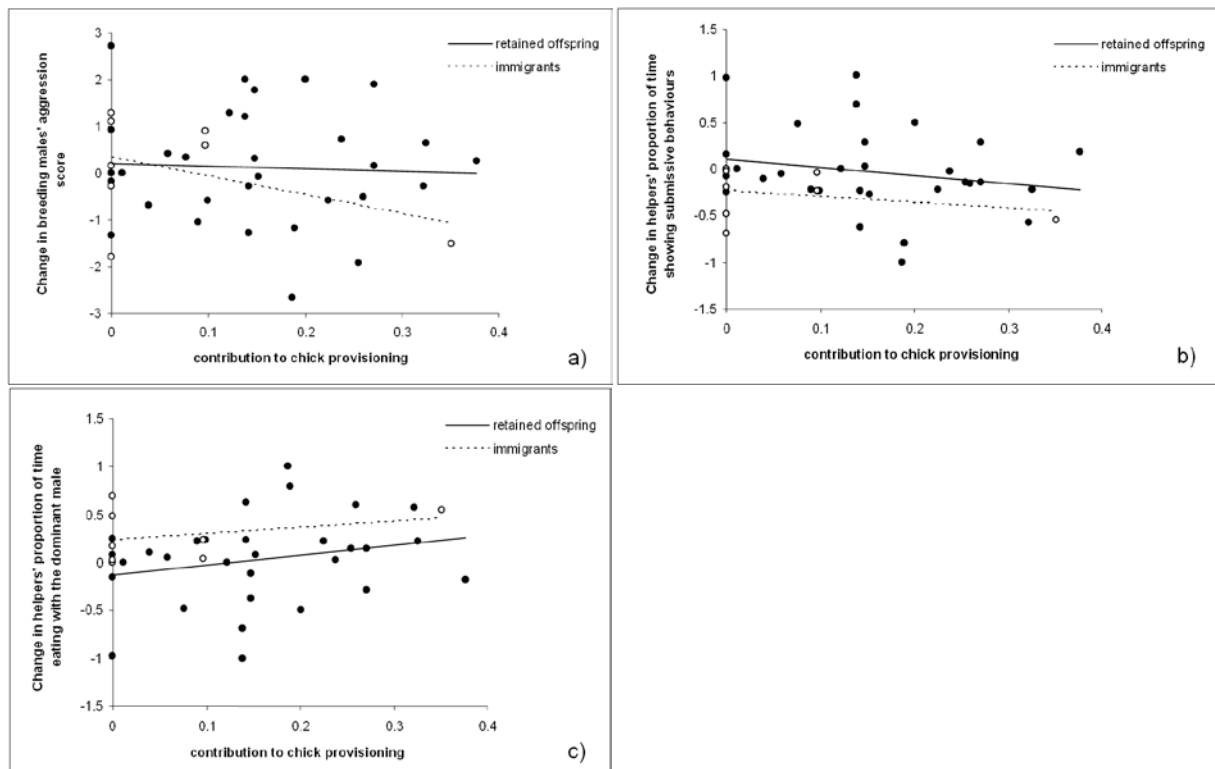 3
2
1
0
-1
-2
-3
0
0.1
0.2
0.3
0.4
Change in breeding males' aggression
score
contribution to chick provisioning
retained offspring
immigrants
a)
1.5
1
0.5
0
-0.5
-1
-1.5
0
0.1
0.2
0.3
0.4
Change in helpers' proportion of time
showing submissive behaviours
contribution to chick provisioning
retained offspring
immigrants
b)
1.5
1
0.5
0
-0.5
-1
-1.5
0
0.1
0.2
0.3
0.4
Change in helpers' proportion of time
eating with the dominant male
contribution to chick provisioning
retained offspring
immigrants
c)